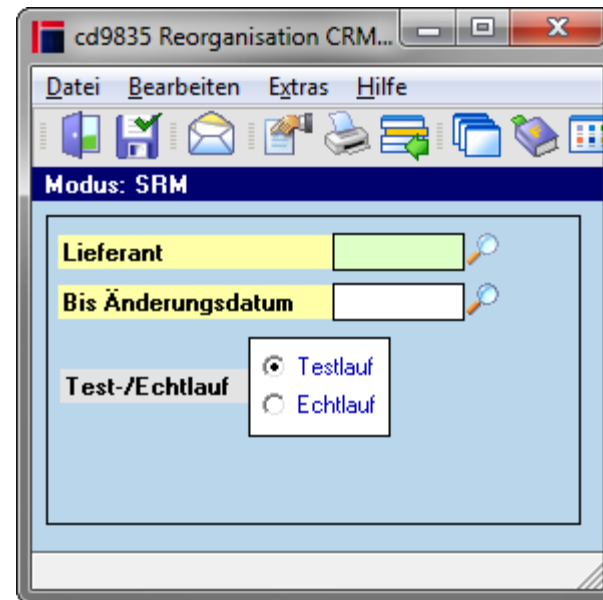 cd9835 Reorganisation CRM...
Datei Bearbeiten Extras Hilfe
Modus: SRM
Lieferant
Bis Änderungsdatum
Testlauf
Test-/Echtlauf
Echtlauf